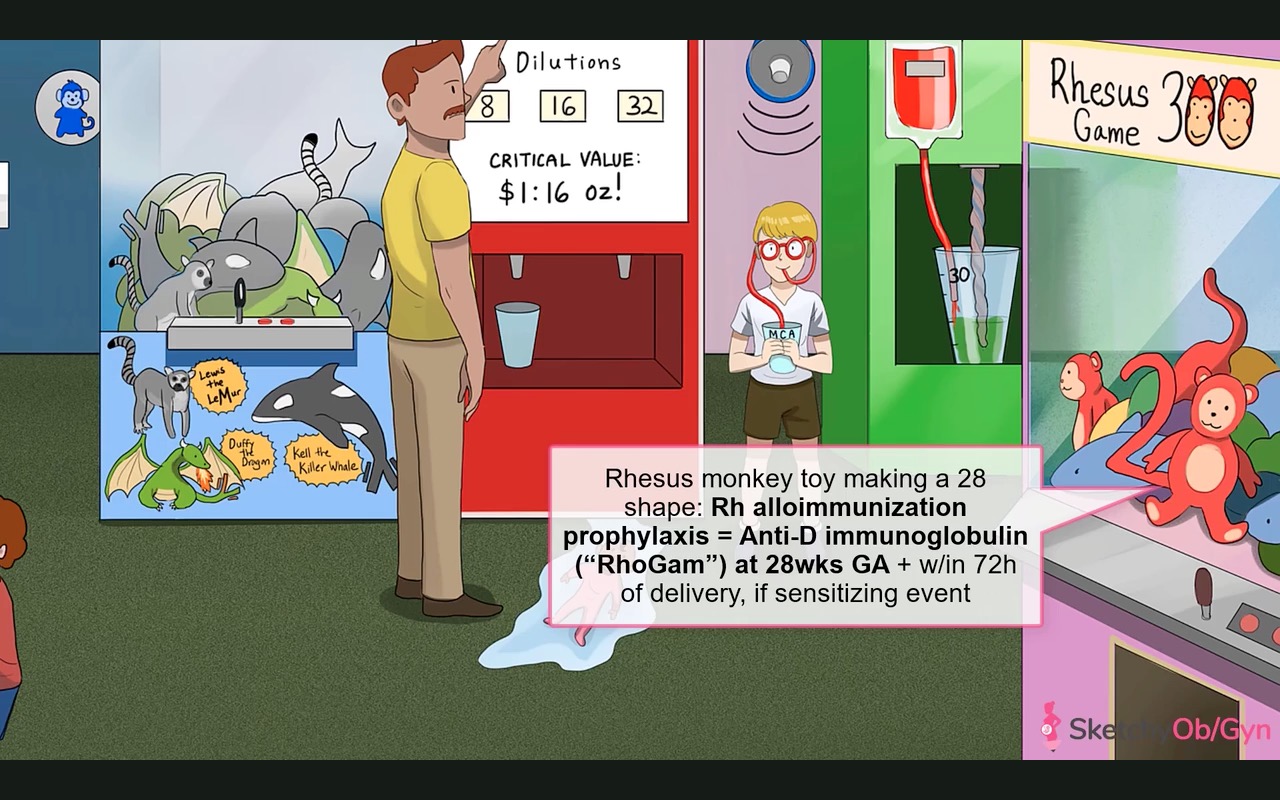 Dilutions
8 16 32
CRITICAL VALUE:
$1:16 oz!
Rhesus 300
Game
30
MCA
Lewis
the
LeMur
Duffy
the
Dragon
Kell the
Killer Whale
Rhesus monkey toy making a 28
shape: Rh alloimmunization
prophylaxis = Anti-D immunoglobulin
(“RhoGam”) at 28wks GA + w/in 72h
of delivery, if sensitizing event
Sketchy Ob/Gyn